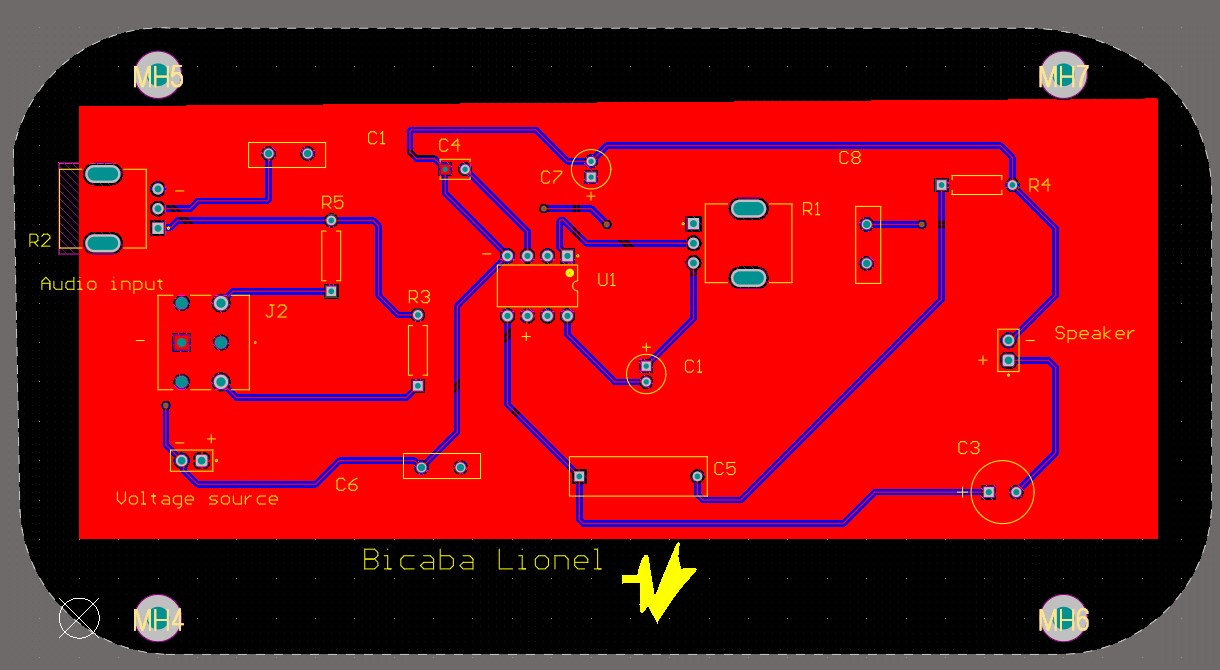 MH5
MH7
C1
C4
C8
C7
R4
R5
R1
R2
Audio input
U1
J2
R3
Speaker
C1
C3
C5
C6
Voltage source
Bicaba Lionel
MH4
MH6